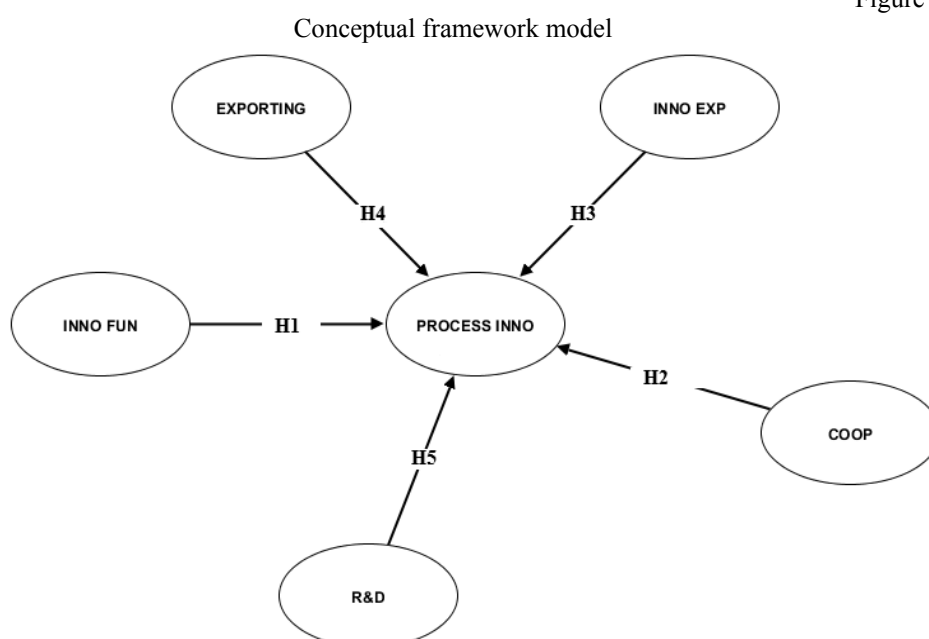 Figure
Conceptual framework model
EXPORTING
INNO EXP
H4
H3
INNO FUN
H1
PROCESS INNO
H2
COOP
H5
R&D